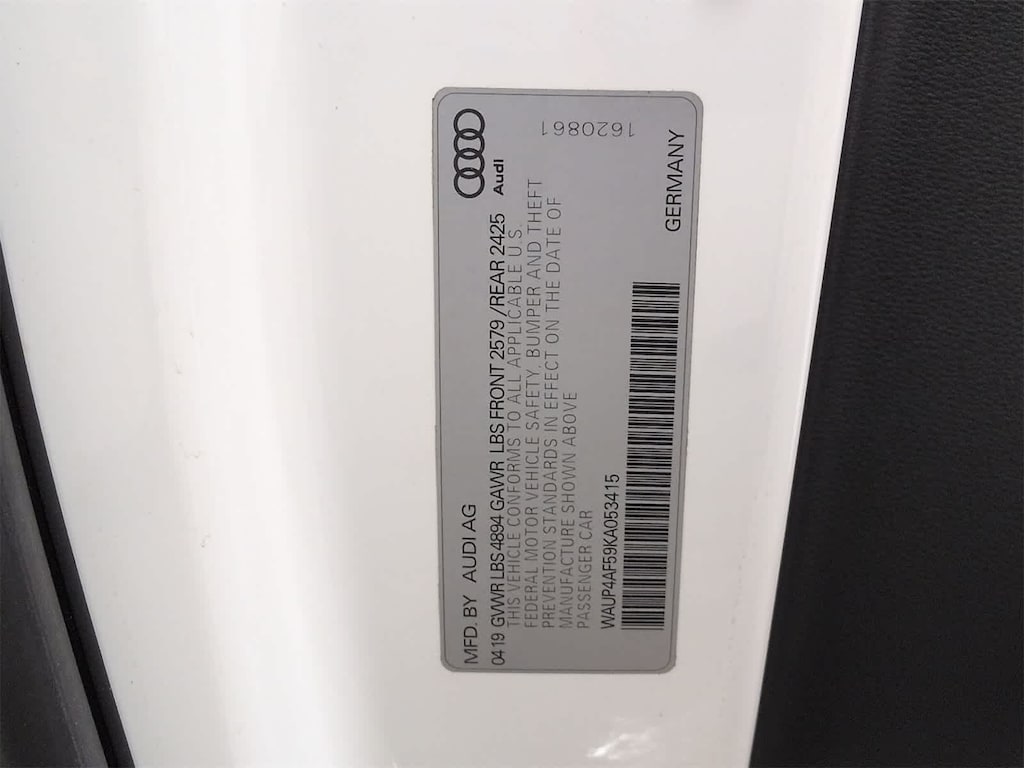 MFD. BY AUDI AG
Audi
0419 GVWR LBS 4894 GAWR LBS FRONT 2579 /REAR 2425
THIS VEHICLE CONFORMS TO ALL APPLICABLE U.S.
FEDERAL MOTOR VEHICLE SAFETY, BUMPER AND THEFT
PREVENTION STANDARDS IN EFFECT ON THE DATE OF
MANUFACTURE SHOWN ABOVE
PASSENGER CAR
WAUP4AF59KA053415
1620861
GERMANY